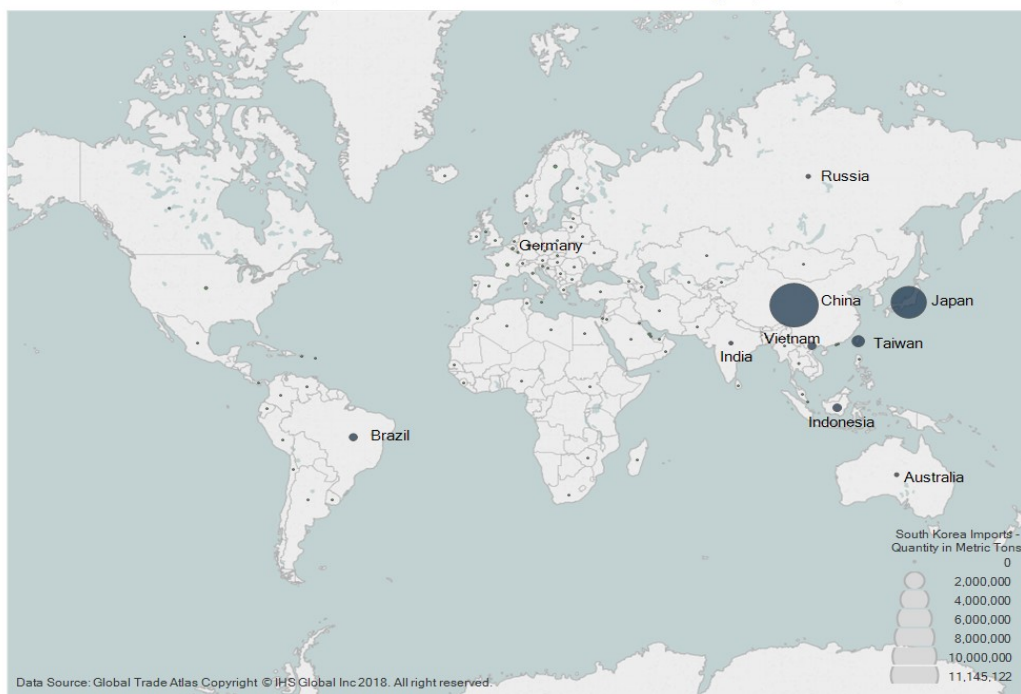 Russia
Germany
China
Japan
Vietnam
Taiwan
India
Indonesia
Brazil
Australia
South Korea Imports -
Quantity in Metric Tons
0
2,000,000
4,000,000
6,000,000
8,000,000
10,000,000
11,145,122
Data Source: Global Trade Atlas Copyright © IHS Global Inc 2018. All right reserved.